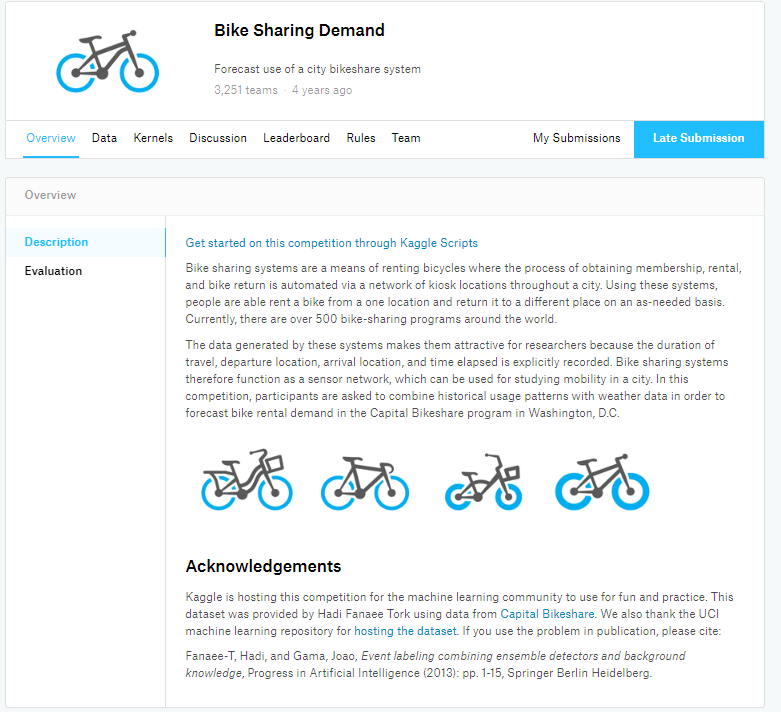 Bike Sharing Demand
Forecast use of a city bikeshare system
3,251 teams · 4 years ago
Overview Data Kernels Discussion Leaderboard Rules Team My Submissions Late Submission
Overview
Description
Evaluation
Get started on this competition through Kaggle Scripts
Bike sharing systems are a means of renting bicycles where the process of obtaining membership, rental,
and bike return is automated via a network of kiosk locations throughout a city. Using these systems,
people are able rent a bike from a one location and return it to a different place on an as-needed basis.
Currently, there are over 500 bike-sharing programs around the world.
The data generated by these systems makes them attractive for researchers because the duration of
travel, departure location, arrival location, and time elapsed is explicitly recorded. Bike sharing systems
therefore function as a sensor network, which can be used for studying mobility in a city. In this
competition, participants are asked to combine historical usage patterns with weather data in order to
forecast bike rental demand in the Capital Bikeshare program in Washington, D.C.
Acknowledgements
Kaggle is hosting this competition for the machine learning community to use for fun and practice. This
dataset was provided by Hadi Fanaee Tork using data from Capital Bikeshare. We also thank the UCI
machine learning repository for hosting the dataset. If you use the problem in publication, please cite:
Fanaee-T, Hadi, and Gama, Joao, Event labeling combining ensemble detectors and background
knowledge, Progress in Artificial Intelligence (2013): pp. 1-15, Springer Berlin Heidelberg.